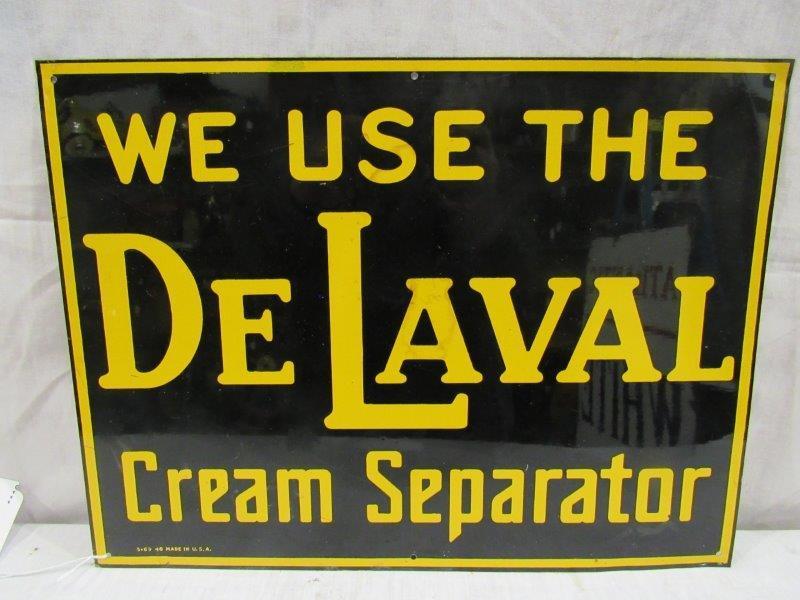 WE USE THE
DE LAVAL
Cream Separator
MADE IN U.S.A.